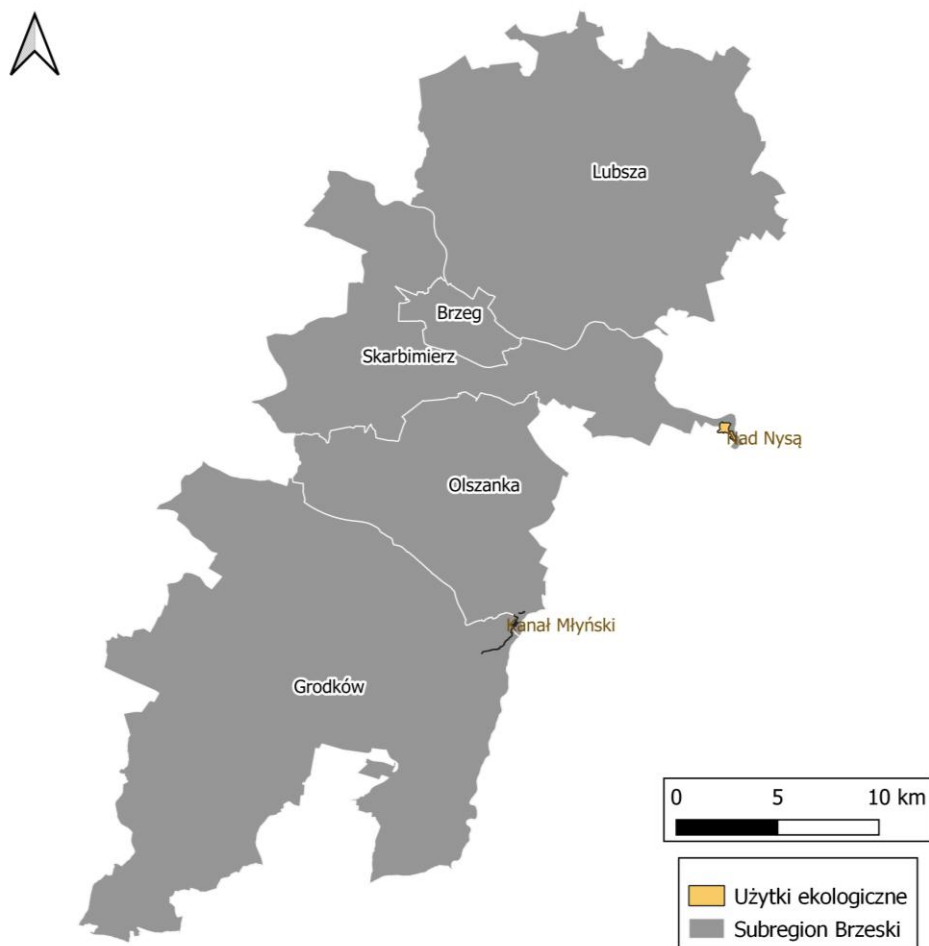 Lubsza
Brzeg
Skarbimierz
Nad Nysą
Olszanka
Kanał Młyński
Grodków
0 5 10 km
Użytki ekologiczne
Subregion Brzeski